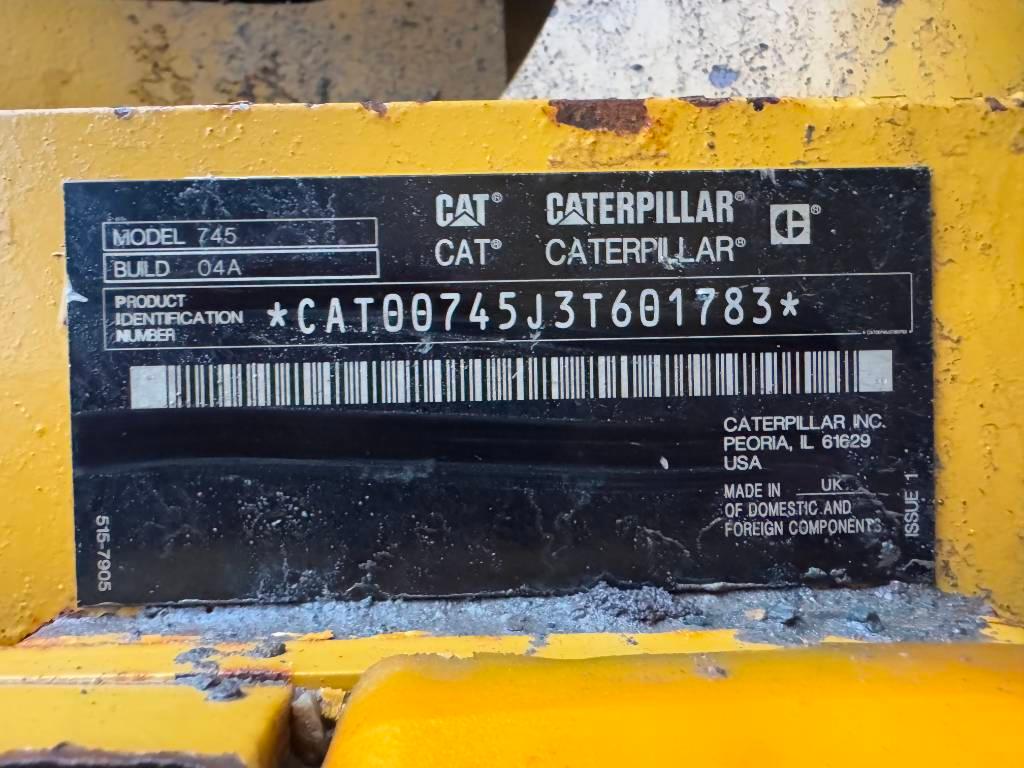 MODEL 745
BUILD 04A
CAT® CATERPILLAR® ®
CAT® CATERPILLAR®
PRODUCT
IDENTIFICATION
NUMBER
*CAT00745J3T601783*
CATERPILLAR INC.
PEORIA, IL 61629
USA
MADE IN UK
OF DOMESTIC AND
FOREIGN COMPONENTS
ISSUE 1
515-7905